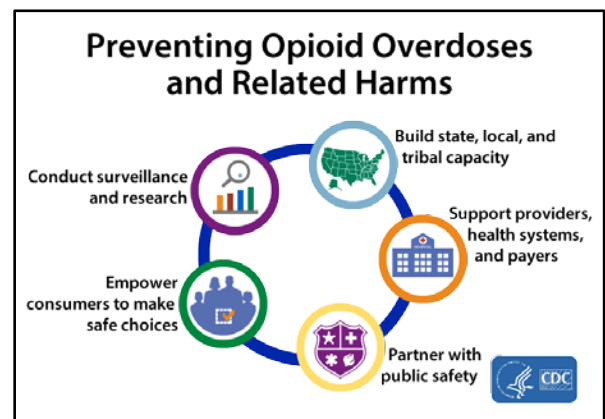 Preventing Opioid Overdoses
and Related Harms
Build state, local, and
tribal capacity
Conduct surveillance
and research
Support providers,
health systems,
and payers
Empower
consumers to make
safe choices
Partner with
public safety
CDC